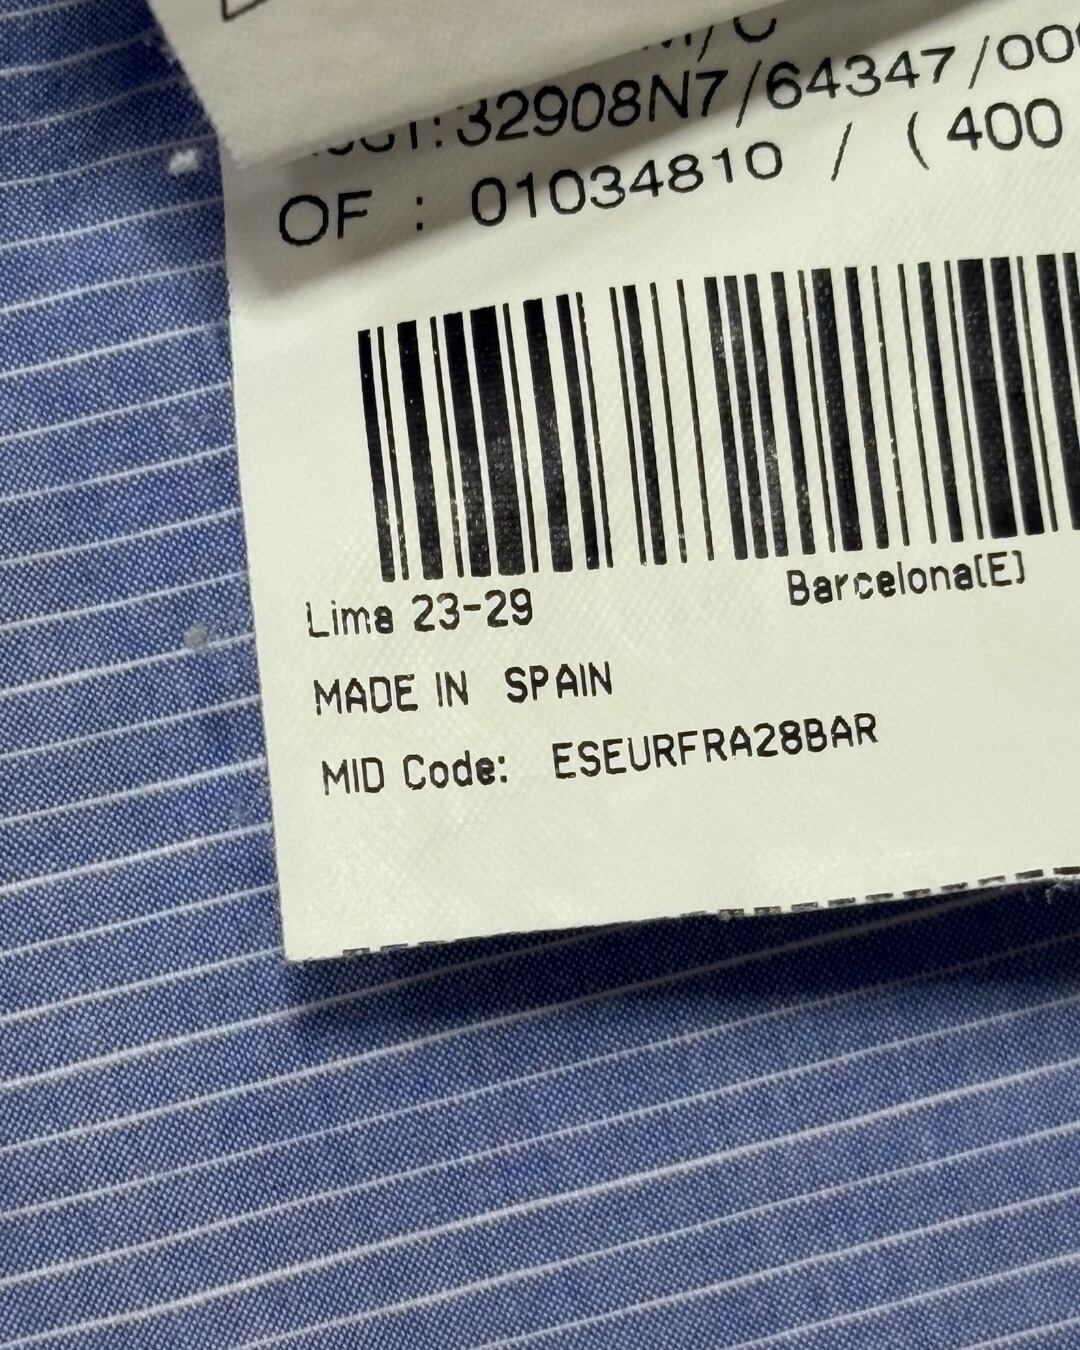 32908N7/64347/00
OF : 01034810 / ( 400
Lima 23-29 Barcelona(E)
MADE IN SPAIN
MID Code: ESEURFRA28BAR